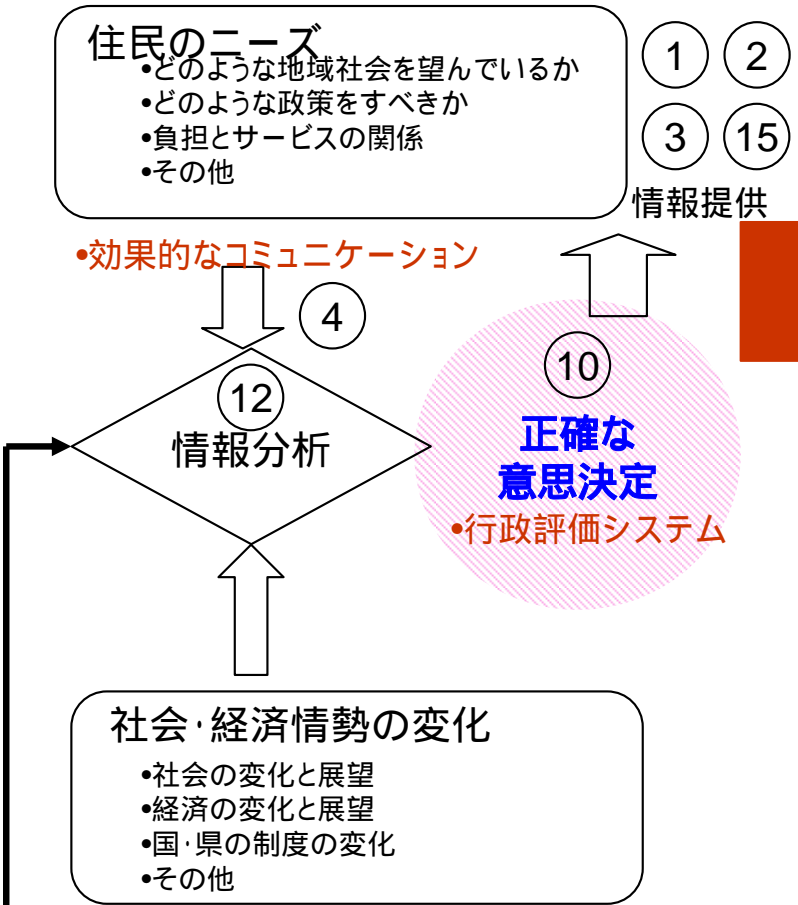 住民のニーズ
•どのような地域社会を望んでいるか
•どのような政策をすべきか
•負担とサービスの関係
•その他
1 2
3 15
情報提供
•効果的なコミュニケーション
4
10
12
情報分析
正確な
意思決定
•行政評価システム
社会・経済情勢の変化
•社会の変化と展望
•経済の変化と展望
•国・県の制度の変化
•その他